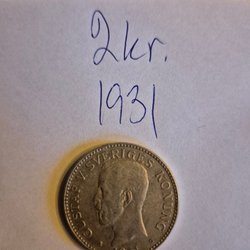 2kr.
1931
GUSTAF V SVERIGES KONUNG